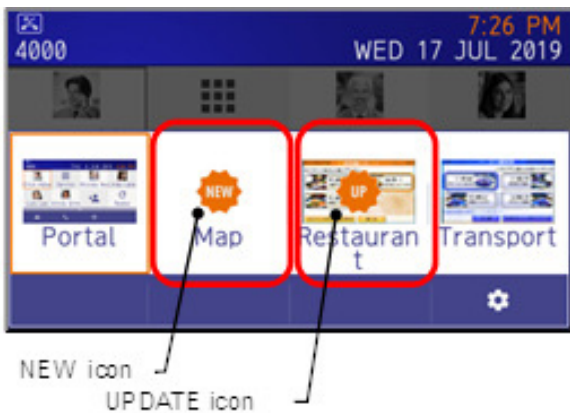 7:26 PM
4000 WED 17 JUL 2019
NEW UP
Portal Map Restauran Transport
t
NEW icon
UPDATE icon